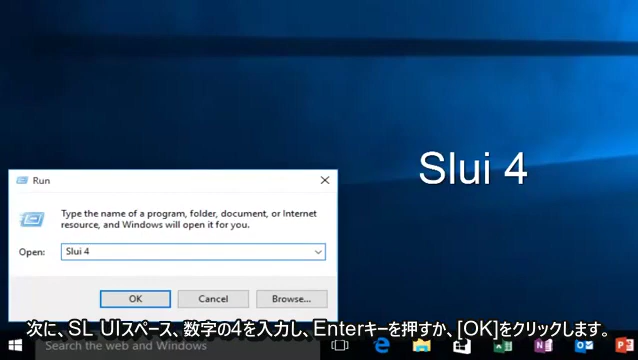 Slui 4
Run
Type the name of a program, folder, document, or Internet
resource, and Windows will open it for you.
Open: Slui 4
OK Cancel Browse...
次に、SL UIスペース、数字の4を入力し、Enterキーを押すか、[OK]をクリックします。
Search the web and Windows